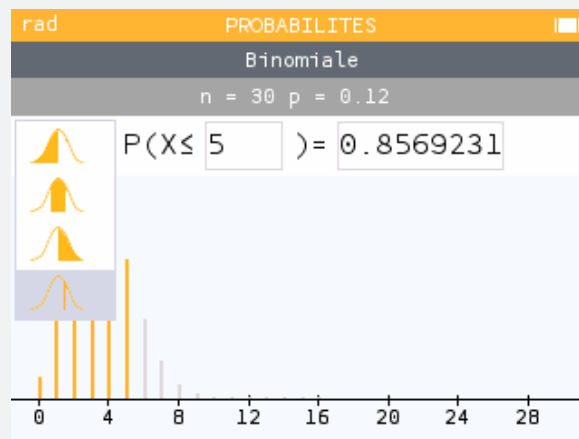 rad PROBABILITES
Binomiale
n = 30 p = 0.12
P(X≤ 5 )= 0.8569231
0 4 8 12 16 20 24 28